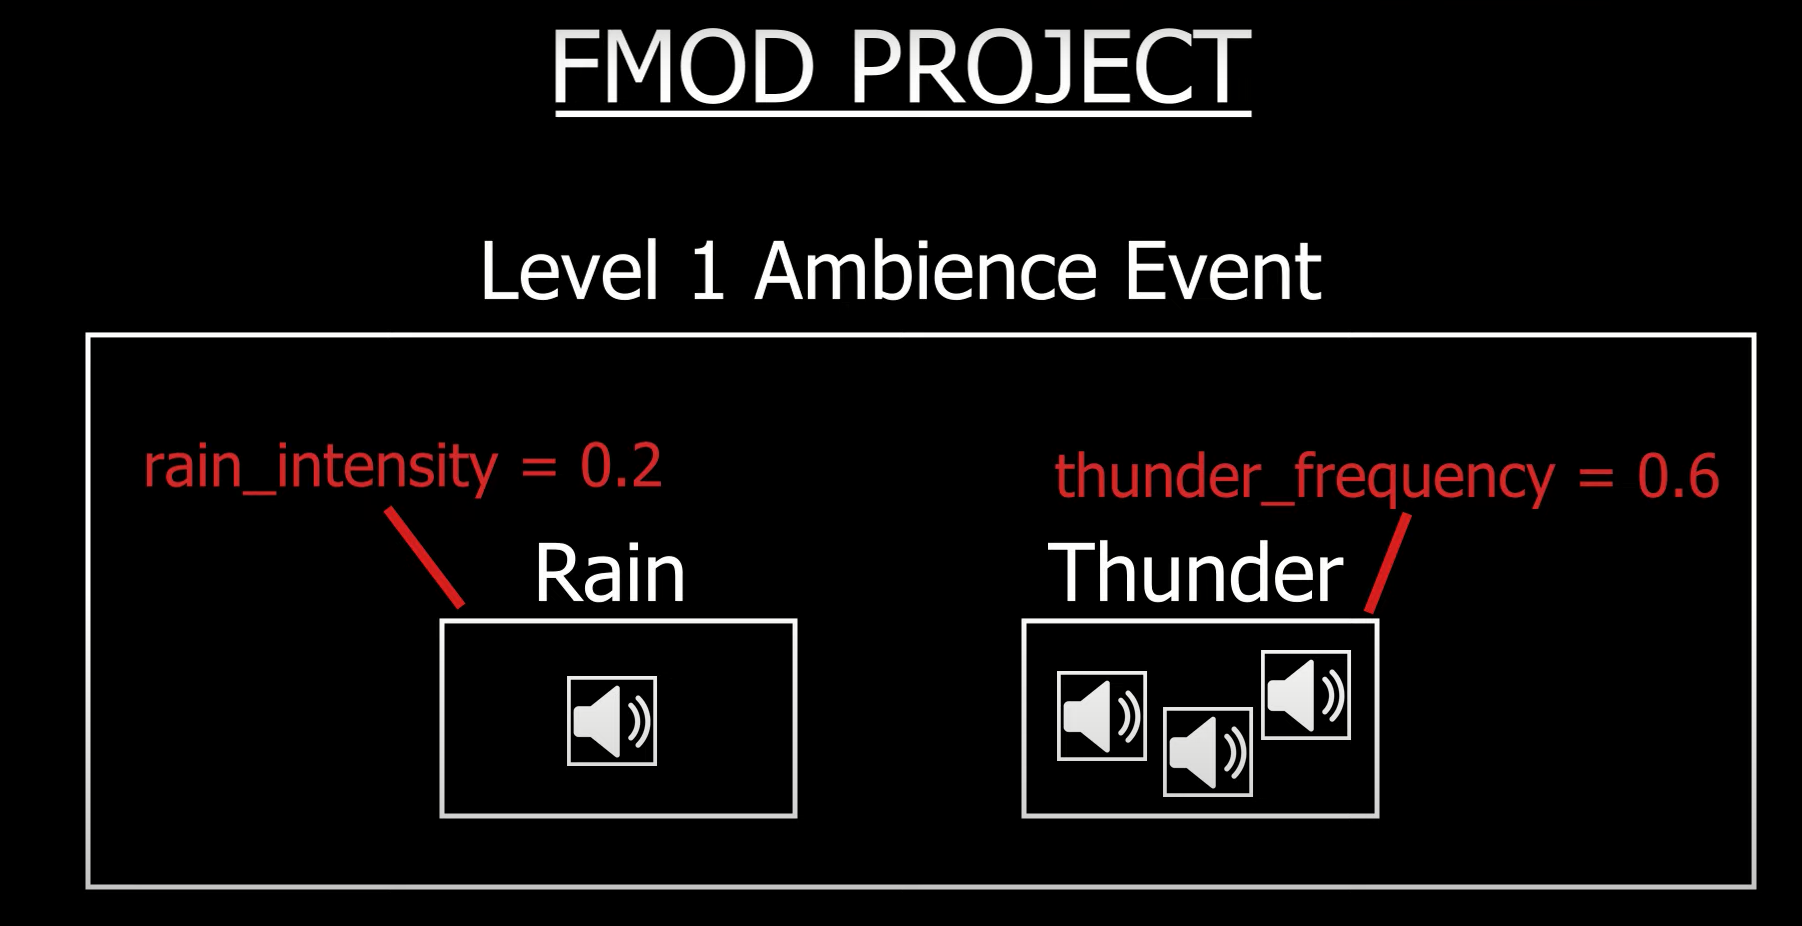 FMOD PROJECT
Level 1 Ambience Event
rain_intensity = 0.2
thunder_frequency = 0.6
Rain
Thunder